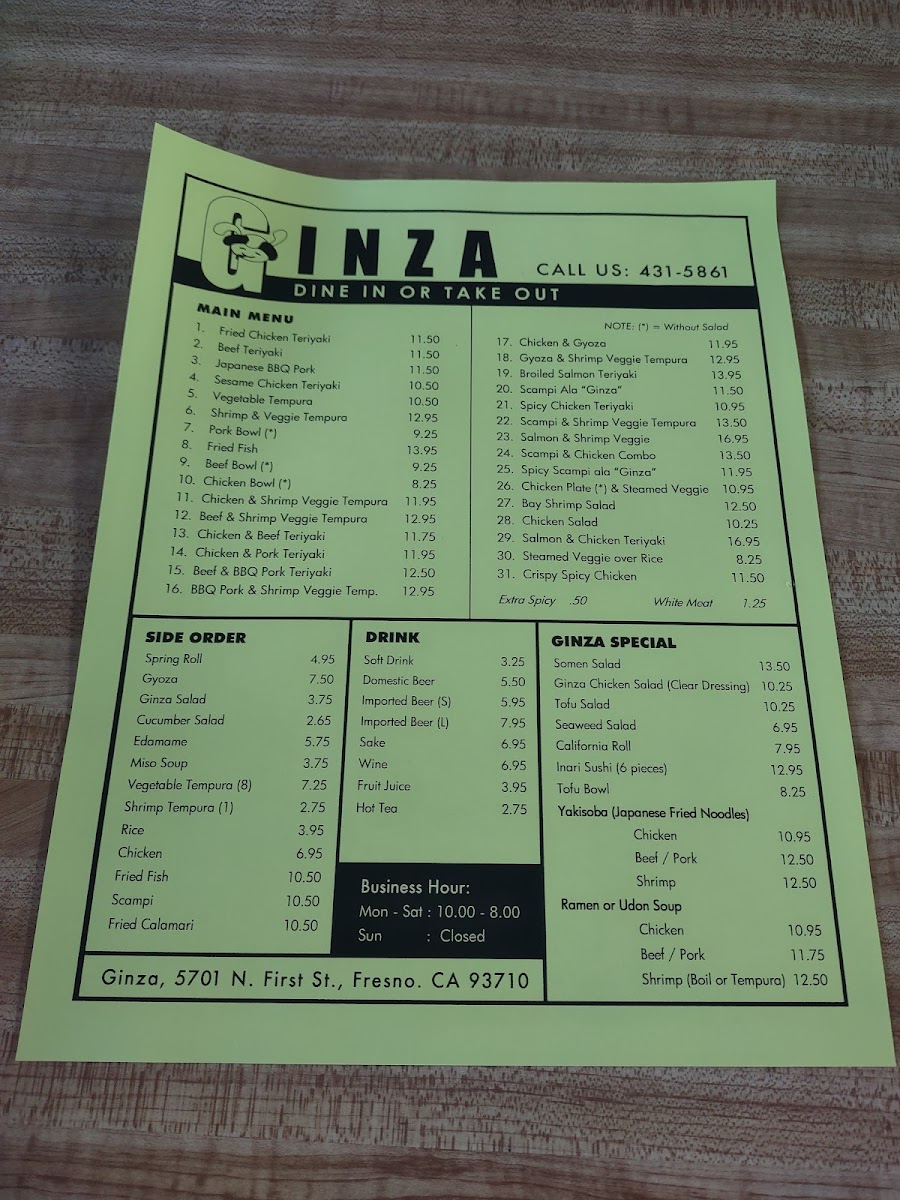 GINZA
CALL US: 431-5861
DINE IN OR TAKE OUT
MAIN MENU
1. Fried Chicken Teriyaki 11.50
2. Beef Teriyaki 11.50
3. Japanese BBQ Pork 11.50
4. Sesame Chicken Teriyaki 10.50
5. Vegetable Tempura 10.50
6. Shrimp & Veggie Tempura 12.95
7. Pork Bowl (*) 9.25
8. Fried Fish 13.95
9. Beef Bowl (*) 9.25
10. Chicken Bowl (*) 8.25
11. Chicken & Shrimp Veggie Tempura 11.95
12. Beef & Shrimp Veggie Tempura 12.95
13. Chicken & Beef Teriyaki 11.75
14. Chicken & Pork Teriyaki 11.95
15. Beef & BBQ Pork Teriyaki 12.50
16. BBQ Pork & Shrimp Veggie Temp. 12.95
NOTE: (*) = Without Salad
17. Chicken & Gyoza 11.95
18. Gyoza & Shrimp Veggie Tempura 12.95
19. Broiled Salmon Teriyaki 13.95
20. Scampi Ala "Ginza" 11.50
21. Spicy Chicken Teriyaki 10.95
22. Scampi & Shrimp Veggie Tempura 13.50
23. Salmon & Shrimp Veggie 16.95
24. Scampi & Chicken Combo 13.50
25. Spicy Scampi ala "Ginza" 11.95
26. Chicken Plate (*) & Steamed Veggie 10.95
27. Bay Shrimp Salad 12.50
28. Chicken Salad 10.25
29. Salmon & Chicken Teriyaki 16.95
30. Steamed Veggie over Rice 8.25
31. Crispy Spicy Chicken 11.50
Extra Spicy .50 White Meat 1.25
SIDE ORDER
Spring Roll 4.95
Gyoza 7.50
Ginza Salad 3.75
Cucumber Salad 2.65
Edamame 5.75
Miso Soup 3.75
Vegetable Tempura (8) 7.25
Shrimp Tempura (1) 2.75
Rice 3.95
Chicken 6.95
Fried Fish 10.50
Scampi 10.50
Fried Calamari 10.50
DRINK
Soft Drink 3.25
Domestic Beer 5.50
Imported Beer (S) 5.95
Imported Beer (L) 7.95
Sake 6.95
Wine 6.95
Fruit Juice 3.95
Hot Tea 2.75
Business Hour:
Mon - Sat : 10.00 - 8.00
Sun : Closed
GINZA SPECIAL
Somen Salad 13.50
Ginza Chicken Salad (Clear Dressing) 10.25
Tofu Salad 10.25
Seaweed Salad 6.95
California Roll 7.95
Inari Sushi (6 pieces) 12.95
Tofu Bowl 8.25
Yakisoba (Japanese Fried Noodles)
Chicken 10.95
Beef / Pork 12.50
Shrimp 12.50
Ramen or Udon Soup
Chicken 10.95
Beef / Pork 11.75
Shrimp (Boil or Tempura) 12.50
Ginza, 5701 N. First St., Fresno. CA 93710